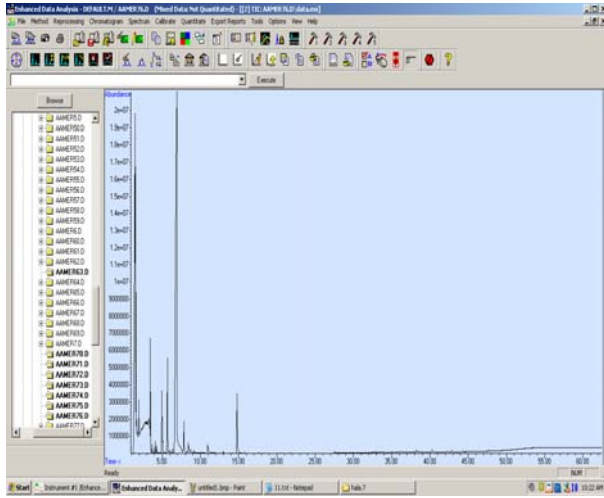 Enhanced Data Analysis - DEFAULT.M / AAMER76.D (Mixed Data Not Quantitated) - [[2] TIC: AAMER76.D\data.ms]
File Method Reprocessing Chromatogram Spectrum Calibrate Quantitate Export Reports Tools Options View Help
Execute
Browse
AAMER5.D
AAMER50.D
AAMER51.D
AAMER52.D
AAMER53.D
AAMER54.D
AAMER55.D
AAMER56.D
AAMER57.D
AAMER58.D
AAMER59.D
AAMER6.D
AAMER60.D
AAMER61.D
AAMER62.D
AAMER63.D
AAMER64.D
AAMER65.D
AAMER66.D
AAMER67.D
AAMER68.D
AAMER69.D
AAMER7.D
AAMER70.D
AAMER71.D
AAMER72.D
AAMER73.D
AAMER74.D
AAMER75.D
AAMER76.D
AAMER77.D
Abundance
2e+07
1.9e+07
1.8e+07
1.7e+07
1.6e+07
1.5e+07
1.4e+07
1.3e+07
1.2e+07
1.1e+07
1e+07
9000000
8000000
7000000
6000000
5000000
4000000
3000000
2000000
1000000
Time-->
5.00 10.00 15.00 20.00 25.00 30.00 35.00 40.00 45.00 50.00 55.00 60.00
Ready
NUM
Start Instrument #1 (Enhance... Enhanced Data Analy... untitled1.bmp - Paint 11.txt - Notepad hala.7 10:22 AM